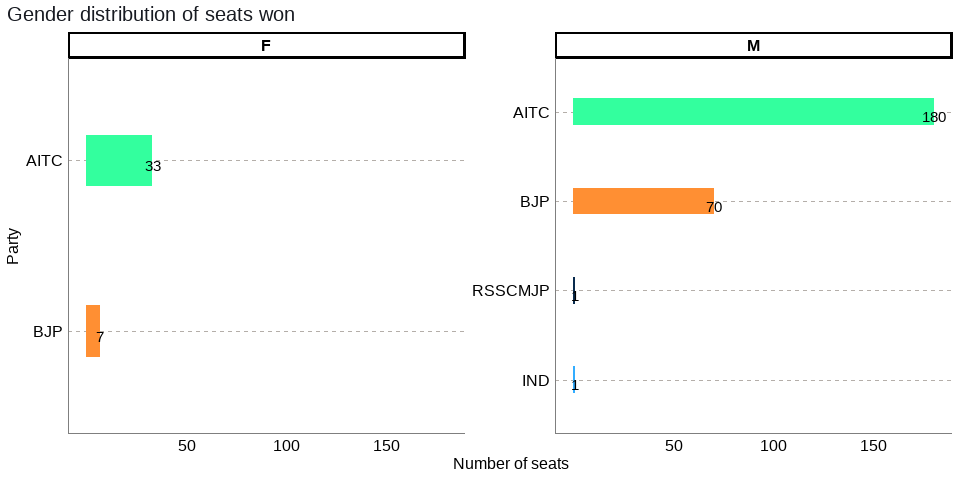 Gender distribution of seats won
F
M
Party
AITC
33
BJP
7
50 100 150
AITC
180
BJP
70
RSSCMJP
1
IND
1
50 100 150
Number of seats